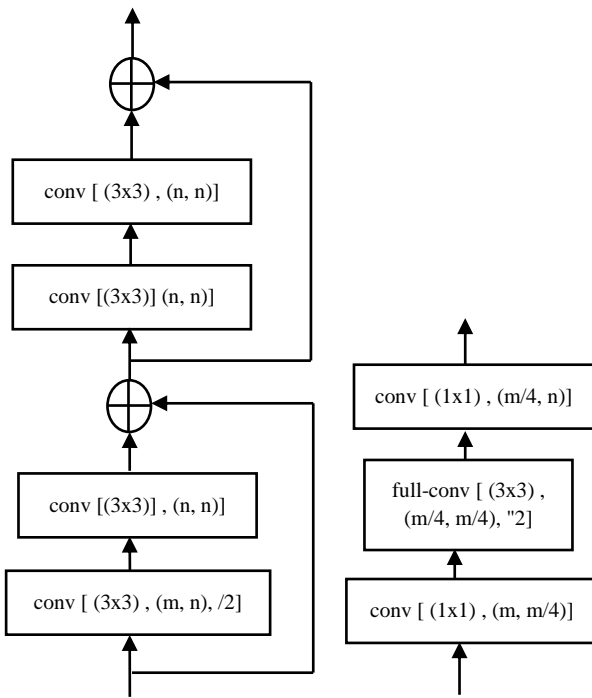 conv [ (3x3) , (n, n)]
conv [(3x3)] (n, n)]
conv [(3x3)] , (n, n)]
conv [ (3x3) , (m, n), /2]
conv [ (1x1) , (m/4, n)]
full-conv [ (3x3) ,
(m/4, m/4), "2]
conv [ (1x1) , (m, m/4)]